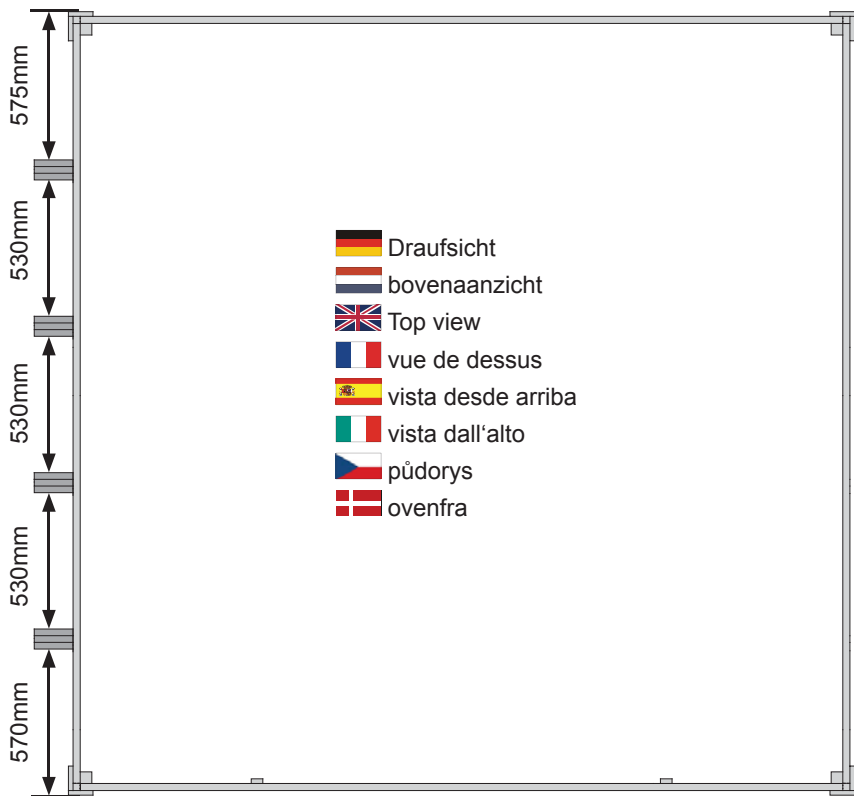 575mm
530mm
530mm
530mm
570mm
Draufsicht
bovenaanzicht
Top view
vue de dessus
vista desde arriba
vista dall‘alto
půdorys
ovenfra